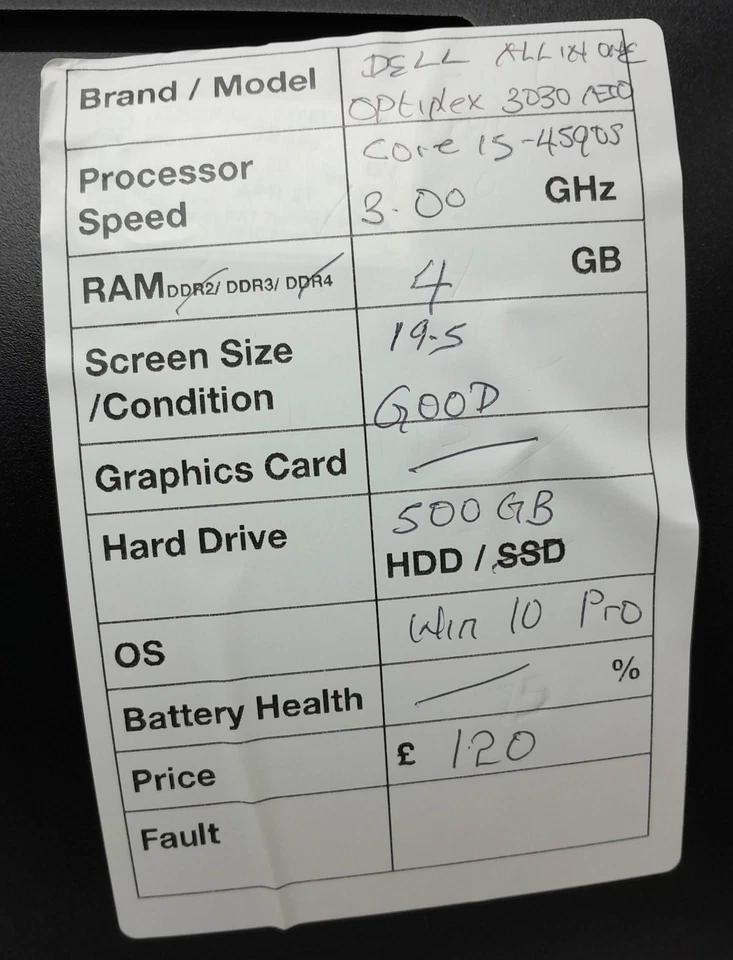 Brand / Model
DELL ALL IN ONE
OPtiplex 3030 AIO
Processor Speed
Core i5-4590S
3.00 GHz
RAM DDR2/ DDR3/ DDR4
4 GB
Screen Size /Condition
19.5
GOOD
Graphics Card
Hard Drive
500 GB
HDD / SSD
OS
Win 10 Pro
Battery Health
%
Price
£ 120
Fault